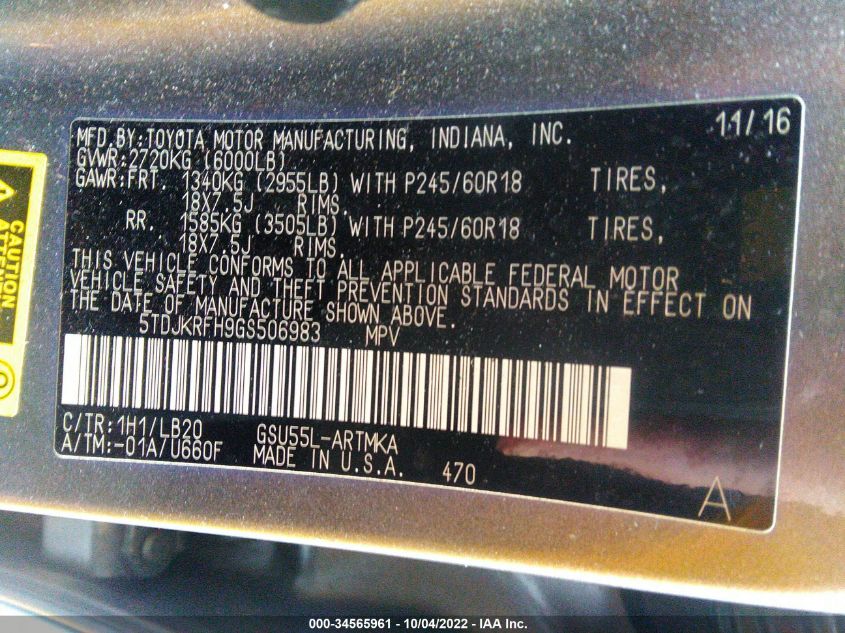 MFD.BY:TOYOTA MOTOR MANUFACTURING, INDIANA, INC. 11/16
GVWR:2720KG (6000LB)
GAWR:FRT. 1340KG (2955LB) WITH P245/60R18 TIRES,
18X7.5J RIMS.
RR. 1585KG (3505LB) WITH P245/60R18 TIRES,
18X7.5J RIMS.
THIS VEHICLE CONFORMS TO ALL APPLICABLE FEDERAL MOTOR
VEHICLE SAFETY AND THEFT PREVENTION STANDARDS IN EFFECT ON
THE DATE OF MANUFACTURE SHOWN ABOVE.
5TDJKRFH9GS506983 MPV
C/TR:1H1/LB20 GSU55L-ARTMKA
A/TM:-01A/U660F MADE IN U.S.A. 470
A
CAUTION
000-34565961 - 10/04/2022 - IAA Inc.